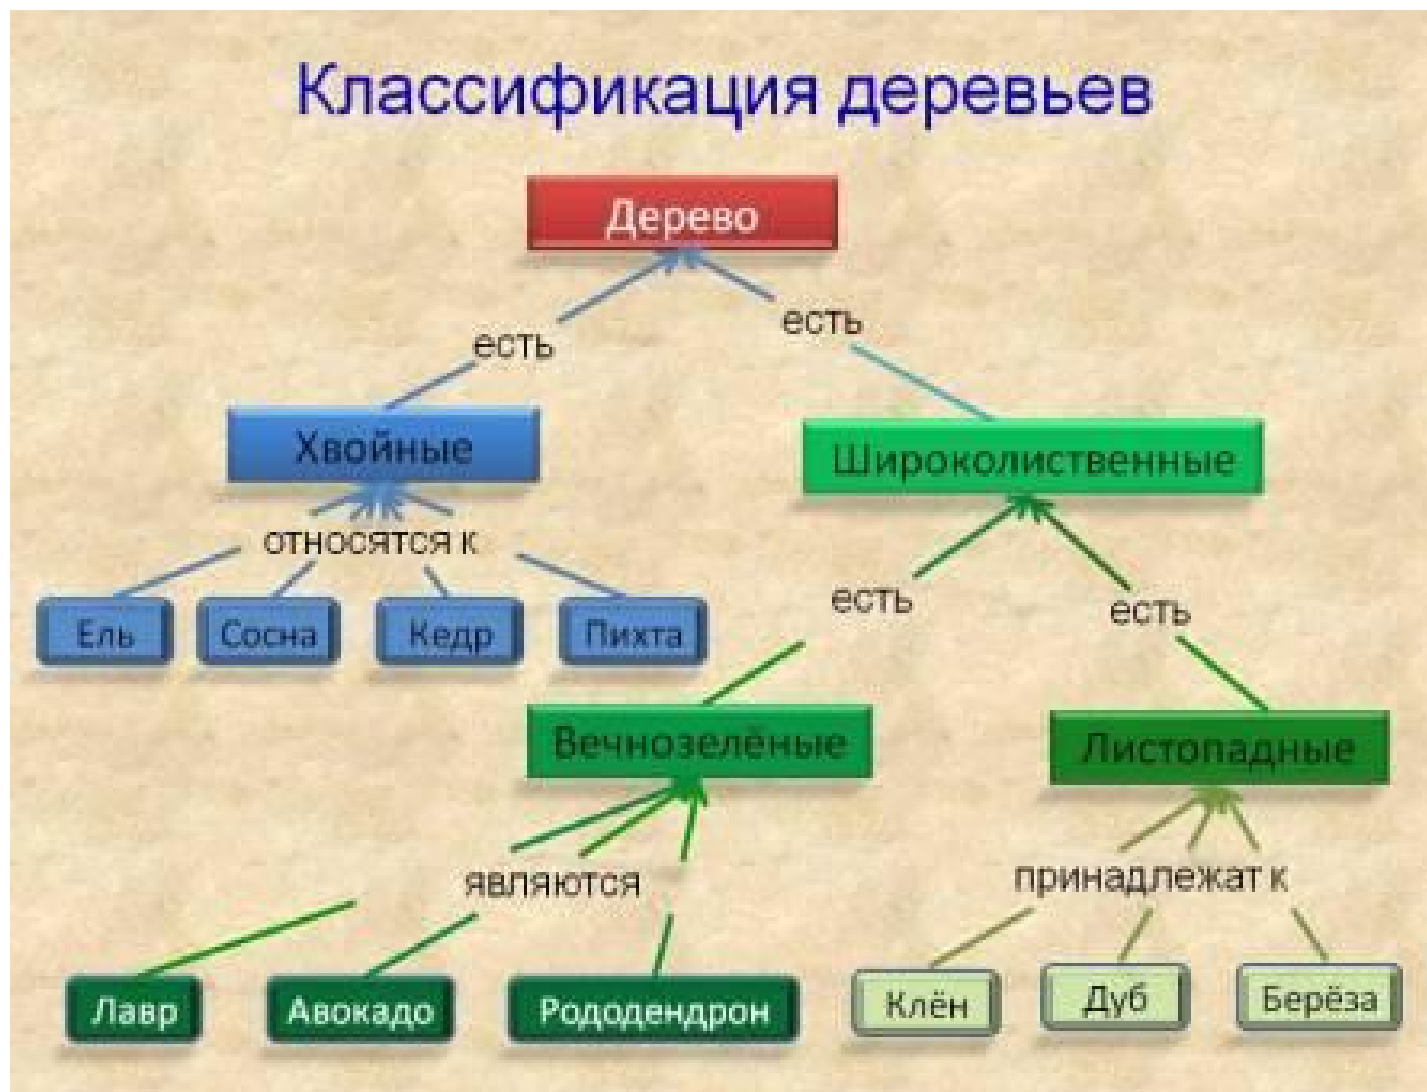 Классификация деревьев
Дерево
есть
есть
Хвойные
Широколиственные
относятся к
Ель
Сосна
Кедр
Пихта
есть
есть
Вечнозелёные
Листопадные
являются
принадлежат к
Лавр
Авокадо
Рододендрон
Клён
Дуб
Берёза